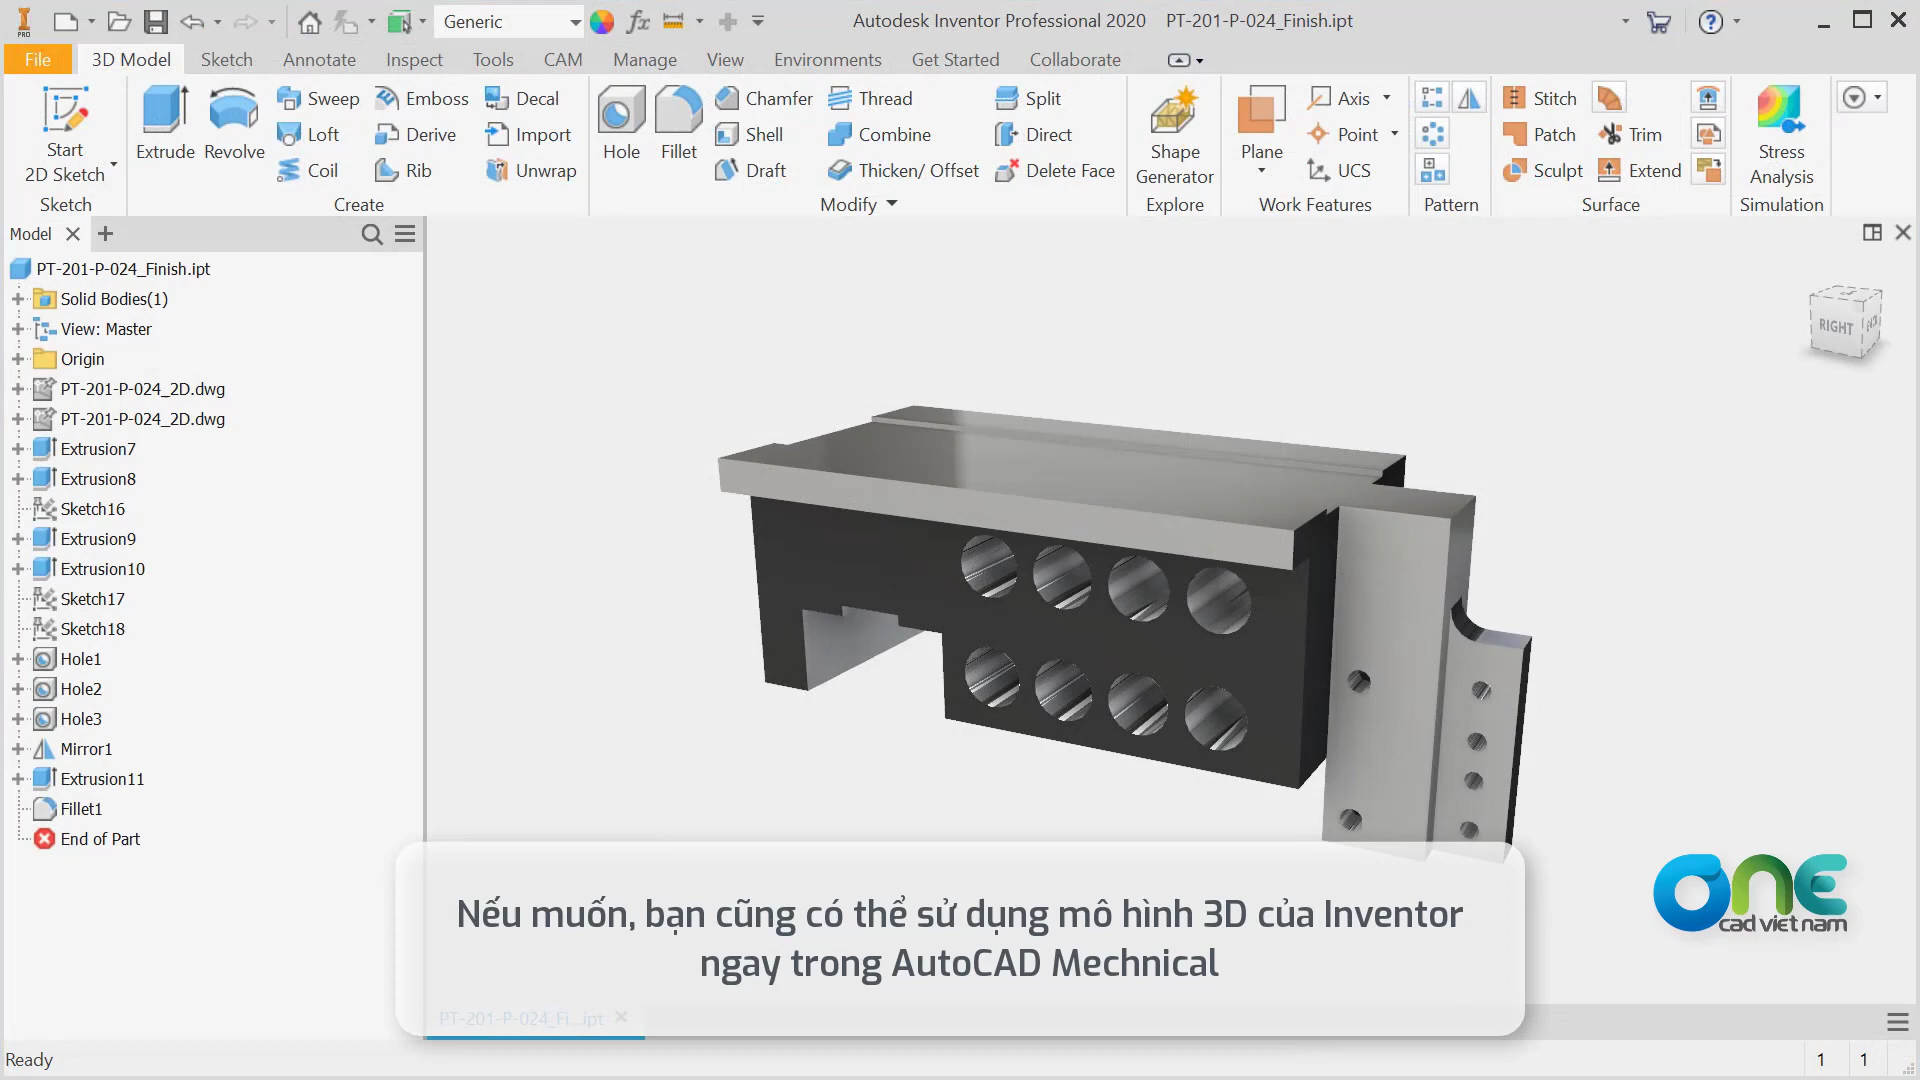 PRO
Generic
fx
Autodesk Inventor Professional 2020 PT-201-P-024_Finish.ipt
File 3D Model Sketch Annotate Inspect Tools CAM Manage View Environments Get Started Collaborate
Start
2D Sketch
Sketch
Extrude
Revolve
Sweep
Loft
Coil
Emboss
Derive
Rib
Decal
Import
Unwrap
Create
Hole
Fillet
Chamfer
Shell
Draft
Thread
Combine
Thicken/ Offset
Split
Direct
Delete Face
Modify
Shape
Generator
Explore
Plane
Axis
Point
UCS
Work Features
Pattern
Stitch
Patch
Sculpt
Trim
Extend
Surface
Stress
Analysis
Simulation
Model
PT-201-P-024_Finish.ipt
Solid Bodies(1)
View: Master
Origin
PT-201-P-024_2D.dwg
PT-201-P-024_2D.dwg
Extrusion7
Extrusion8
Sketch16
Extrusion9
Extrusion10
Sketch17
Sketch18
Hole1
Hole2
Hole3
Mirror1
Extrusion11
Fillet1
End of Part
RIGHT
Nếu muốn, bạn cũng có thể sử dụng mô hình 3D của Inventor
ngay trong AutoCAD Mechnical
one
cad việt nam
PT-201-P-024_Fi...ipt
Ready
1 1